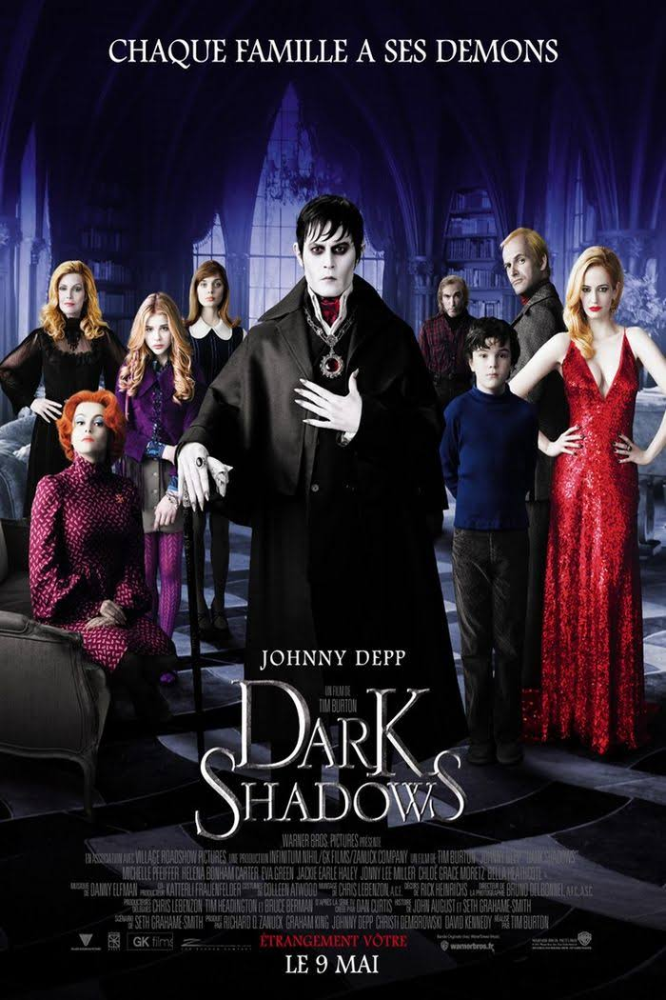 CHAQUE FAMILLE A SES DEMONS
JOHNNY DEPP
UN FILM DE
TIM BURTON
DARK
SHADOWS
WARNER BROS. PICTURES PRÉSENTE
EN ASSOCIATION AVEC VILLAGE ROADSHOW PICTURES UNE PRODUCTION INFINITUM NIHIL/GK FILMS/ZANUCK COMPANY UN FILM DE TIM BURTON JOHNNY DEPP "DARK SHADOWS"
MICHELLE PFEIFFER HELENA BONHAM CARTER EVA GREEN JACKIE EARLE HALEY JONNY LEE MILLER CHLOË GRACE MORETZ BELLA HEATHCOTE
MUSIQUE DE DANNY ELFMAN KATTERLI FRAUENFELDER COSTUMES DE COLLEEN ATWOOD MONTAGE DE CHRIS LEBENZON, A.C.E. DÉCORS DE RICK HEINRICHS DIRECTEUR DE LA PHOTOGRAPHIE BRUNO DELBONNEL, A.F.C., A.S.C.
CHRIS LEBENZON TIM HEADINGTON ET BRUCE BERMAN D'APRÈS LA SÉRIE TV CRÉÉE PAR DAN CURTIS HISTOIRE DE JOHN AUGUST ET SETH GRAHAME-SMITH
SCÉNARIO DE SETH GRAHAME-SMITH PRODUIT PAR RICHARD D. ZANUCK GRAHAM KING JOHNNY DEPP CHRISTI DEMBROWSKI DAVID KENNEDY RÉALISÉ PAR TIM BURTON
GK films
ÉTRANGEMENT VÔTRE
warnerbros.fr
LE 9 MAI